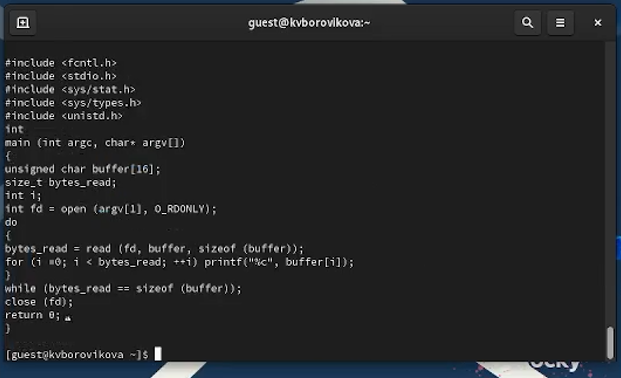 guest@kvborovikova:~
#include <fcntl.h>
#include <stdio.h>
#include <sys/stat.h>
#include <sys/types.h>
#include <unistd.h>
int
main (int argc, char* argv[])
{
unsigned char buffer[16];
size_t bytes_read;
int i;
int fd = open (argv[1], O_RDONLY);
do
{
bytes_read = read (fd, buffer, sizeof (buffer));
for (i =0; i < bytes_read; ++i) printf("%c", buffer[i]);
}
while (bytes_read == sizeof (buffer));
close (fd);
return 0;
}
[guest@kvborovikova ~]$
ocky